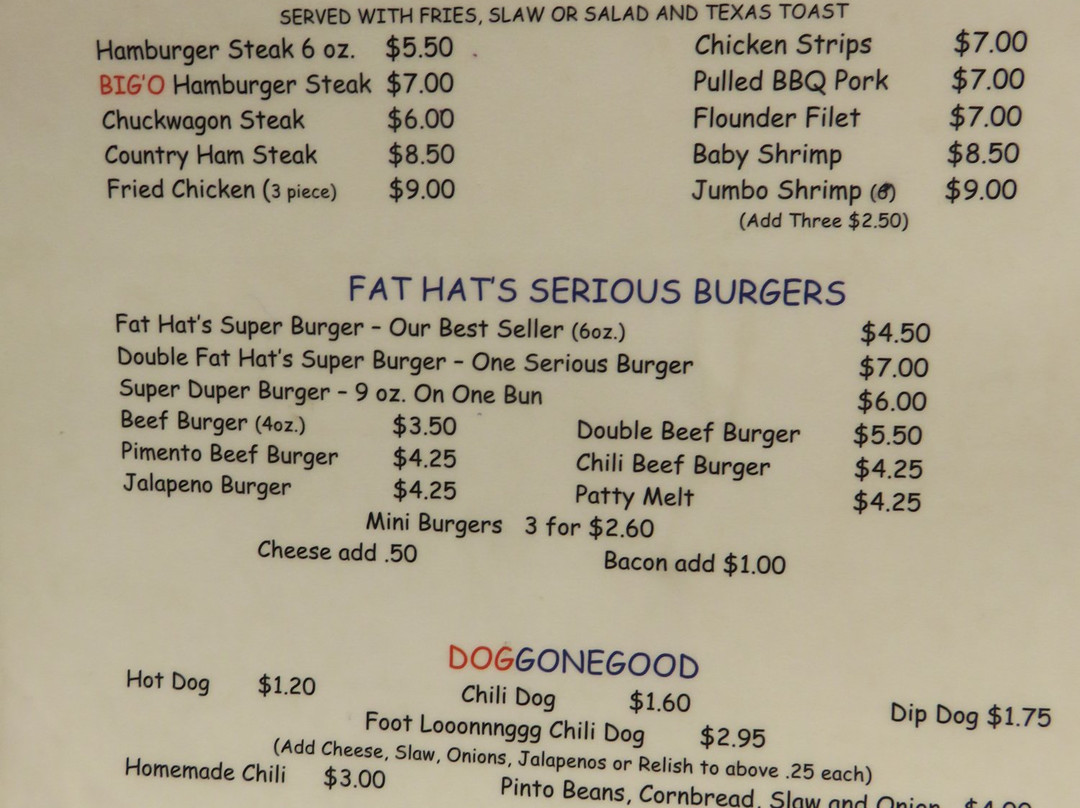 SERVED WITH FRIES, SLAW OR SALAD AND TEXAS TOAST
Hamburger Steak 6 oz. $5.50
BIG'O Hamburger Steak $7.00
Chuckwagon Steak $6.00
Country Ham Steak $8.50
Fried Chicken (3 piece) $9.00
Chicken Strips $7.00
Pulled BBQ Pork $7.00
Flounder Filet $7.00
Baby Shrimp $8.50
Jumbo Shrimp $9.00
(Add Three $2.50)
FAT HAT'S SERIOUS BURGERS
Fat Hat's Super Burger - Our Best Seller (6oz.) $4.50
Double Fat Hat's Super Burger - One Serious Burger $7.00
Super Duper Burger - 9 oz. On One Bun $6.00
Beef Burger (4oz.) $3.50 Double Beef Burger $5.50
Pimento Beef Burger $4.25 Chili Beef Burger $4.25
Jalapeno Burger $4.25 Patty Melt $4.25
Mini Burgers 3 for $2.60
Cheese add .50 Bacon add $1.00
DOGGONEGOOD
Hot Dog $1.20 Chili Dog $1.60 Dip Dog $1.75
Foot Looonnnggg Chili Dog $2.95
(Add Cheese, Slaw, Onions, Jalapenos or Relish to above .25 each)
Homemade Chili $3.00 Pinto Beans, Cornbread, Slaw and Onion